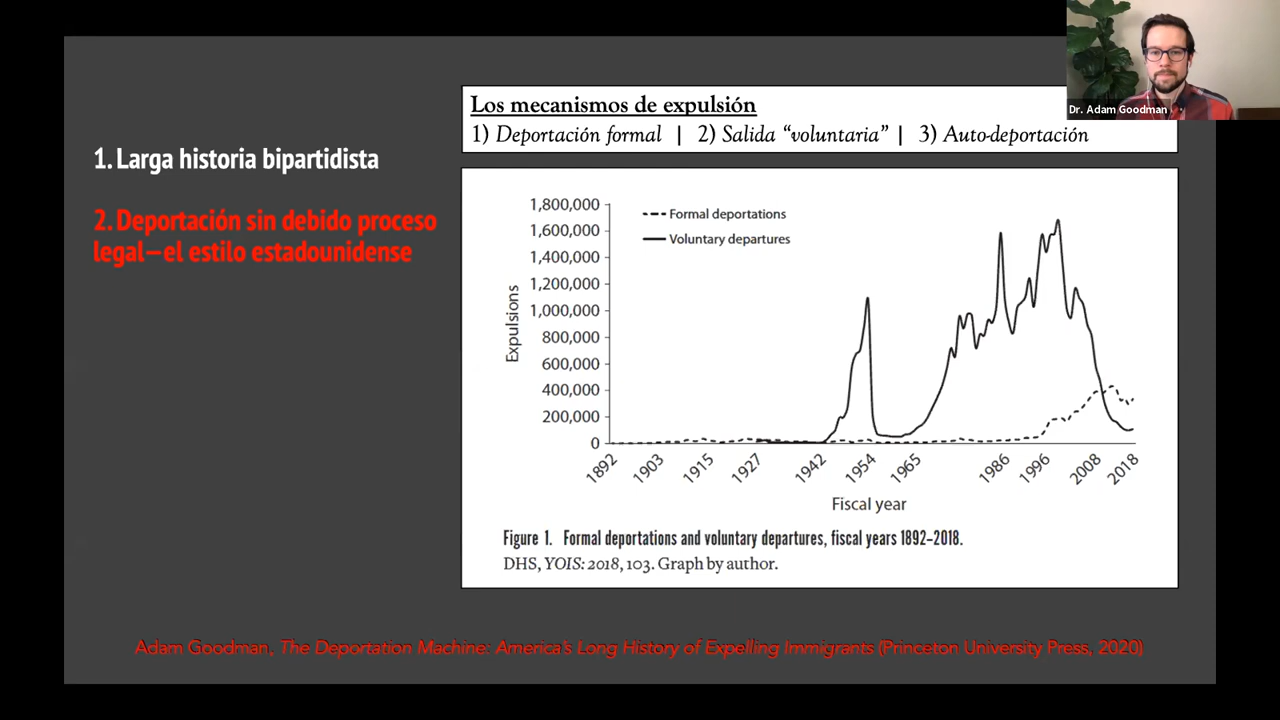 Dr. Adam Goodman
Los mecanismos de expulsión
1) Deportación formal | 2) Salida “voluntaria” | 3) Auto-deportación
1. Larga historia bipartidista
2. Deportación sin debido proceso
legal—el estilo estadounidense
1,800,000
1,600,000
1,400,000
1,200,000
1,000,000
800,000
600,000
400,000
200,000
0
Expulsions
Formal deportations
Voluntary departures
1892
1903
1915
1927
1942
1954
1965
1986
1996
2008
2018
Fiscal year
Figure 1. Formal deportations and voluntary departures, fiscal years 1892–2018.
DHS, YOIS: 2018, 103. Graph by author.
Adam Goodman, The Deportation Machine: America’s Long History of Expelling Immigrants (Princeton University Press, 2020)